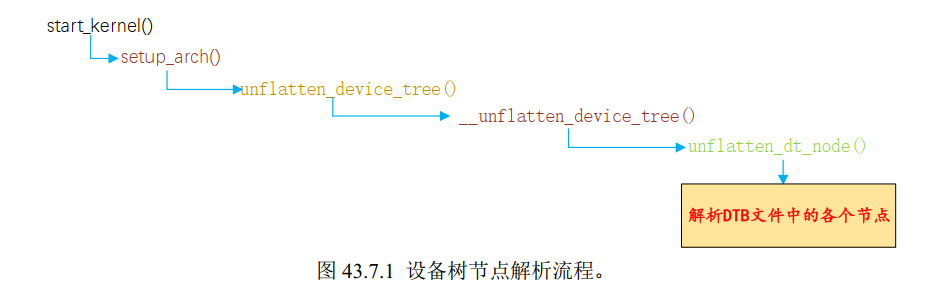 start_kernel()
setup_arch()
unflatten_device_tree()
__unflatten_device_tree()
unflatten_dt_node()
解析DTB文件中的各个节点
图 43.7.1 设备树节点解析流程。